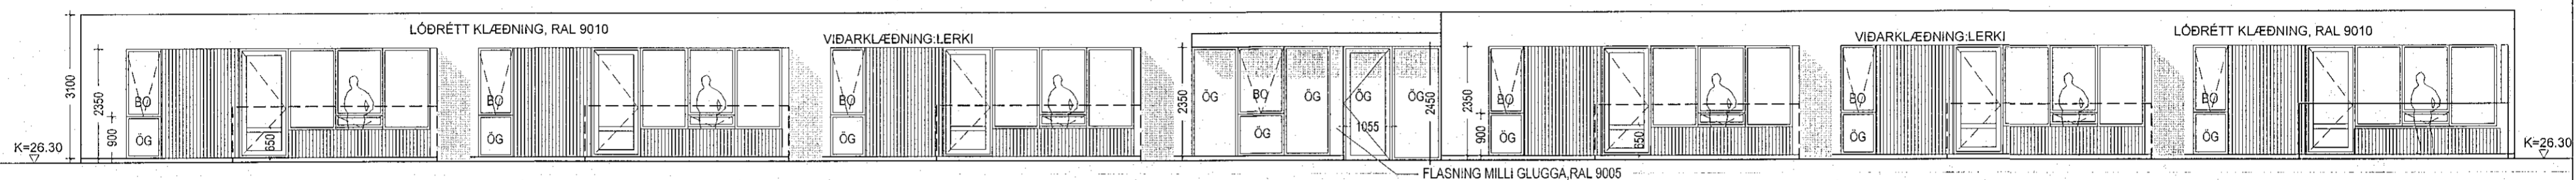 LÓÐRÉTT KLÆÐNING, RAL 9010
VIÐARKLÆÐNING:LERKI
VIÐARKLÆÐNING:LERKI
LÓÐRÉTT KLÆÐNING, RAL 9010
3100
2350
900
BO
ÖG
650
BO
ÖG
BO
ÖG
2350
ÖG
BO
ÖG
ÖG
ÖG
1055
ÖG
2450
2350
900
BO
ÖG
650
BO
ÖG
BO
ÖG
K=26.30
K=26.30
FLASNING MILLI GLUGGA,RAL 9005